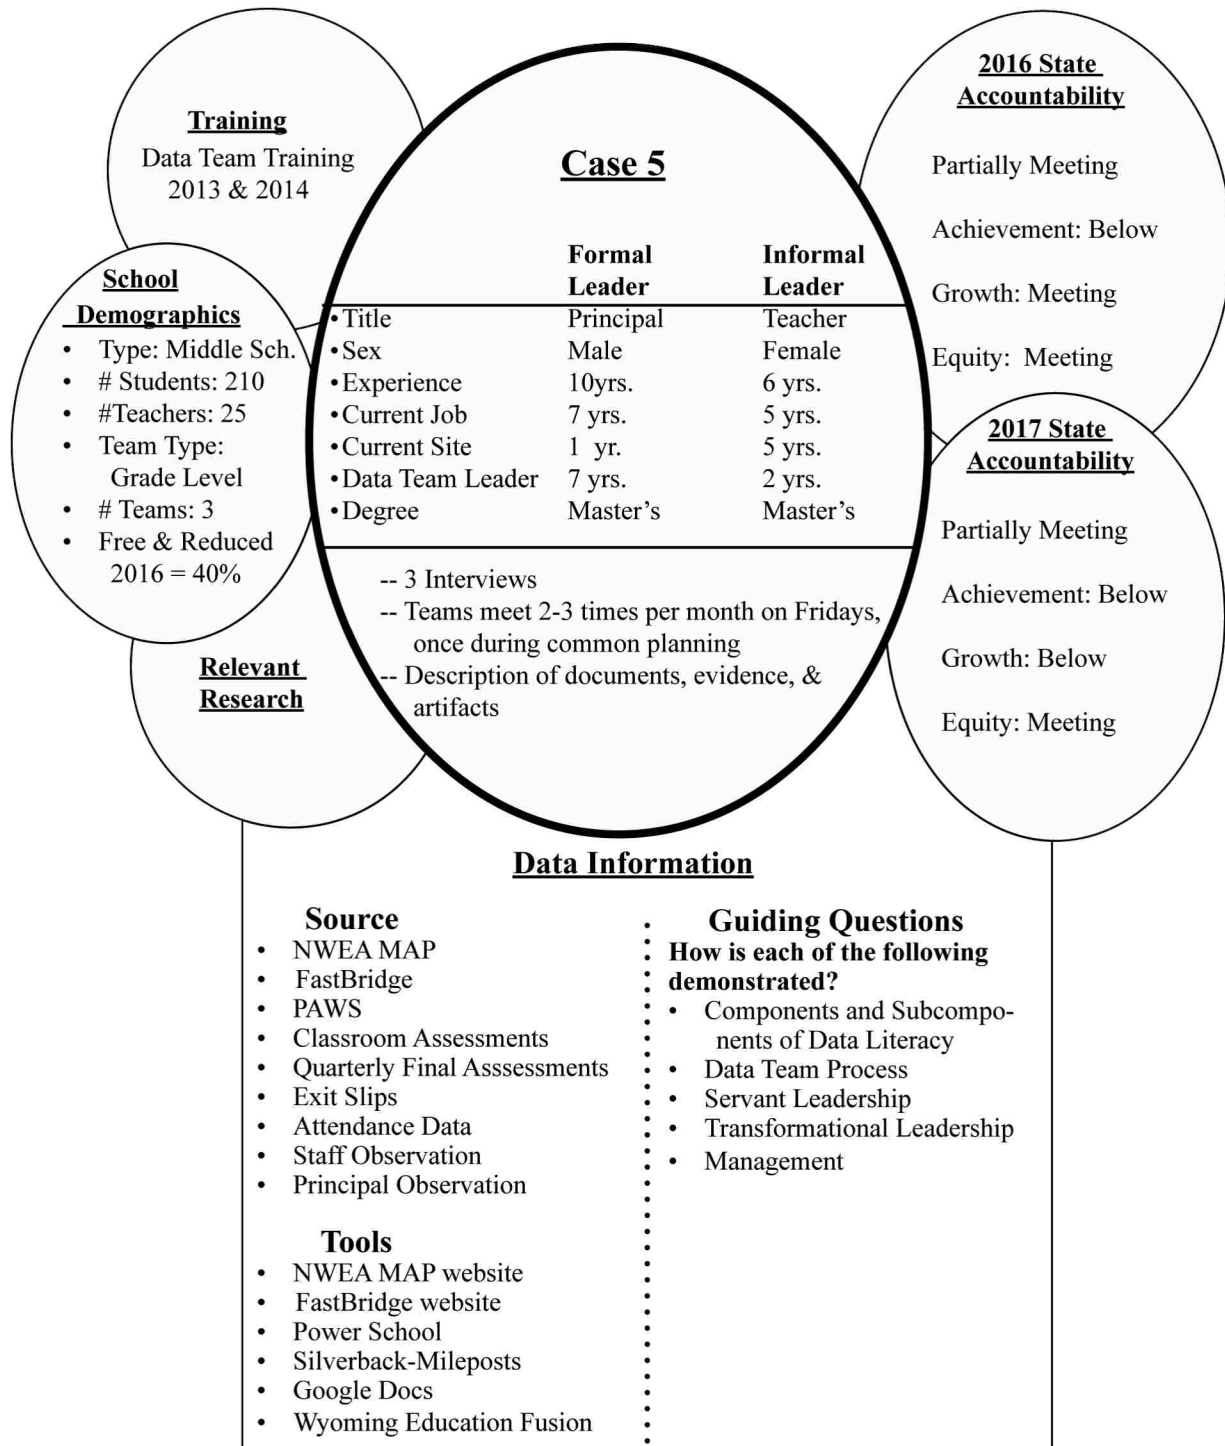 Training
Data Team Training
2013 & 2014
School
Demographics
• Type: Middle Sch.
• # Students: 210
• #Teachers: 25
• Team Type:
Grade Level
• # Teams: 3
• Free & Reduced
2016 = 40%
Relevant
Research
Case 5
Formal Informal
Leader Leader
• Title Principal Teacher
• Sex Male Female
• Experience 10yrs. 6 yrs.
• Current Job 7 yrs. 5 yrs.
• Current Site 1 yr. 5 yrs.
• Data Team Leader 7 yrs. 2 yrs.
• Degree Master's Master's
-- 3 Interviews
-- Teams meet 2-3 times per month on Fridays,
once during common planning
-- Description of documents, evidence, &
artifacts
2016 State
Accountability
Partially Meeting
Achievement: Below
Growth: Meeting
Equity: Meeting
2017 State
Accountability
Partially Meeting
Achievement: Below
Growth: Below
Equity: Meeting
Data Information
Source
• NWEA MAP
• FastBridge
• PAWS
• Classroom Assessments
• Quarterly Final Asssessments
• Exit Slips
• Attendance Data
• Staff Observation
• Principal Observation
Tools
• NWEA MAP website
• FastBridge website
• Power School
• Silverback-Mileposts
• Google Docs
• Wyoming Education Fusion
Guiding Questions
How is each of the following
demonstrated?
• Components and Subcompo-
nents of Data Literacy
• Data Team Process
• Servant Leadership
• Transformational Leadership
• Management